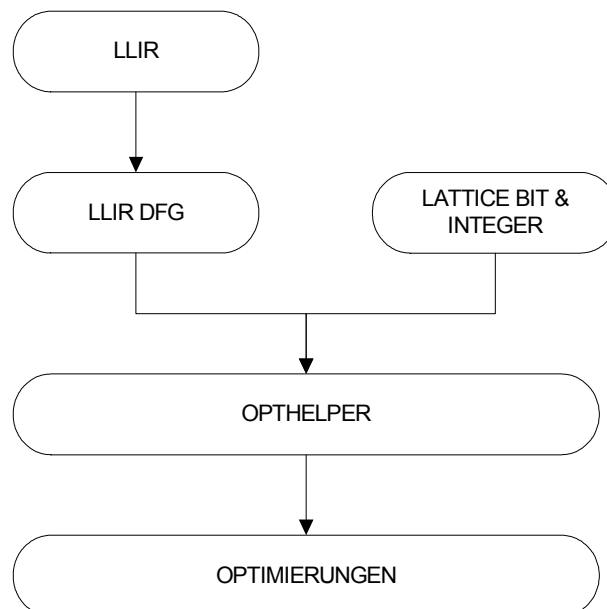 LLIR
LLIR DFG
LATTICE BIT &
INTEGER
OPTHELPER
OPTIMIERUNGEN